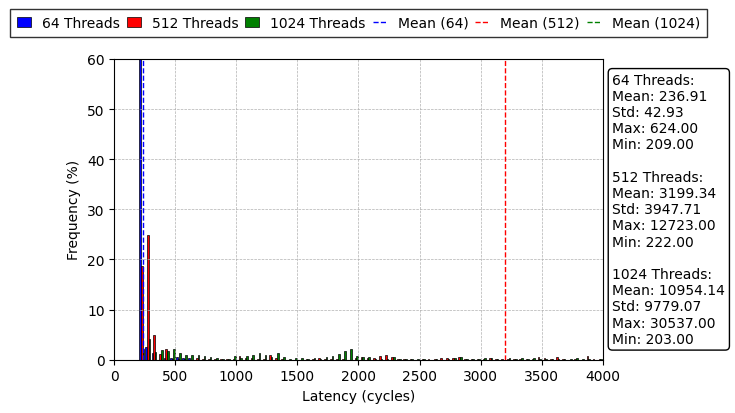 64 Threads 512 Threads 1024 Threads Mean (64) Mean (512) Mean (1024)
60
50
40
30
20
10
0
Frequency (%)
0 500 1000 1500 2000 2500 3000 3500 4000
Latency (cycles)
64 Threads:
Mean: 236.91
Std: 42.93
Max: 624.00
Min: 209.00
512 Threads:
Mean: 3199.34
Std: 3947.71
Max: 12723.00
Min: 222.00
1024 Threads:
Mean: 10954.14
Std: 9779.07
Max: 30537.00
Min: 203.00